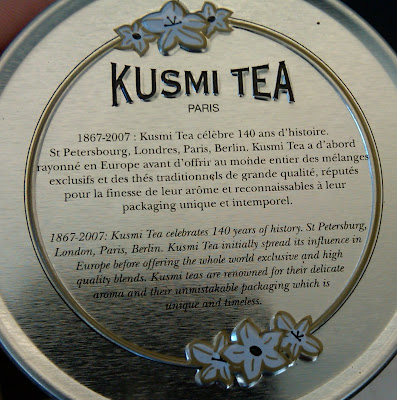 KUSMI TEA
PARIS
1867-2007 : Kusmi Tea célèbre 140 ans d'histoire.
St Petersbourg, Londres, Paris, Berlin. Kusmi Tea a d'abord
rayonné en Europe avant d'offrir au monde entier des mélanges
exclusifs et des thés traditionnels de grande qualité, réputés
pour la finesse de leur arôme et reconnaissables à leur
packaging unique et intemporel.
1867-2007: Kusmi Tea celebrates 140 years of history. St Petersburg,
London, Paris, Berlin. Kusmi Tea initially spread its influence in
Europe before offering the whole world exclusive and high
quality blends. Kusmi teas are renowned for their delicate
aroma and their unmistakable packaging which is
unique and timeless.